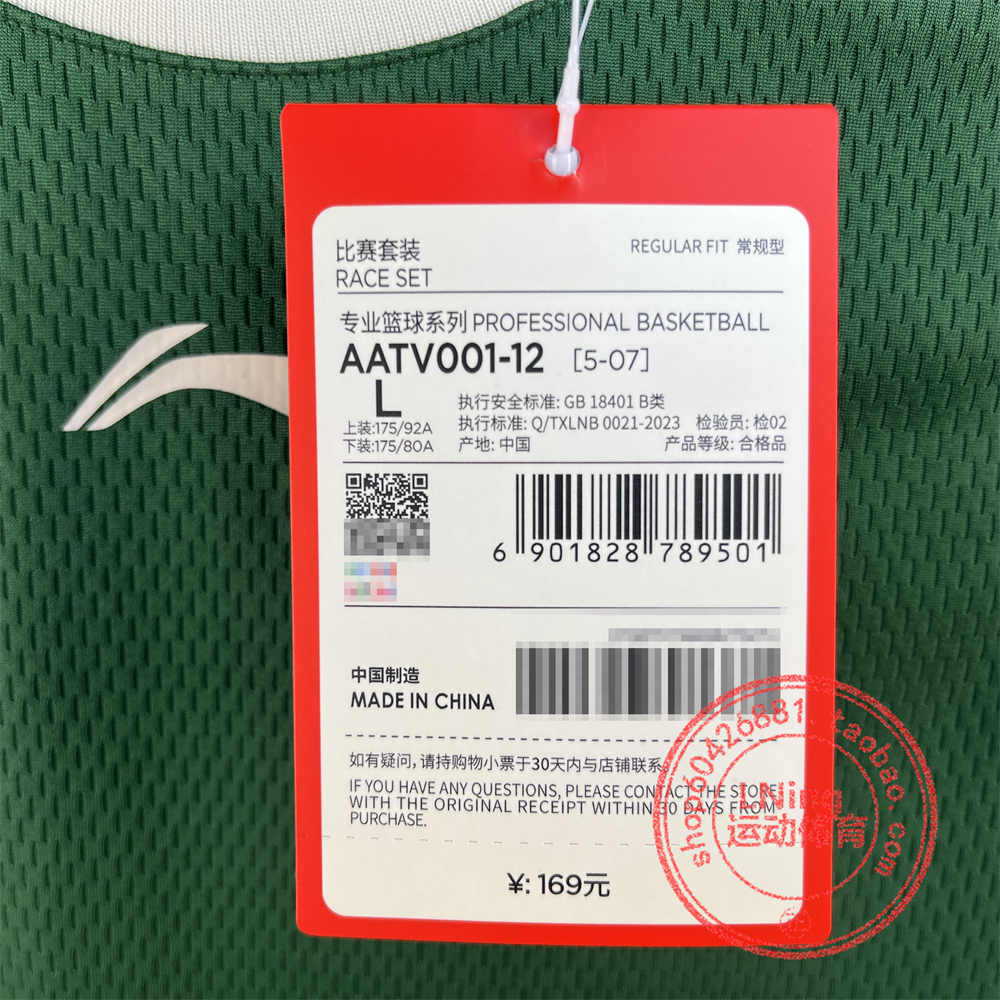 比赛套装
REGULAR FIT 常规型
RACE SET
专业篮球系列 PROFESSIONAL BASKETBALL
AATV001-12 [5-07]
L
上装:175/92A
下装:175/80A
执行安全标准: GB 18401 B类
执行标准: Q/TXLNB 0021-2023 检验员: 检02
产地: 中国 产品等级: 合格品
6 901828 789501
中国制造
MADE IN CHINA
如有疑问, 请持购物小票于30天内与店铺联系。
IF YOU HAVE ANY QUESTIONS, PLEASE CONTACT THE STORE
WITH THE ORIGINAL RECEIPT WITHIN 30 DAYS FROM
PURCHASE.
¥: 169元
shop60426881.taobao.com
LNing
运动体育